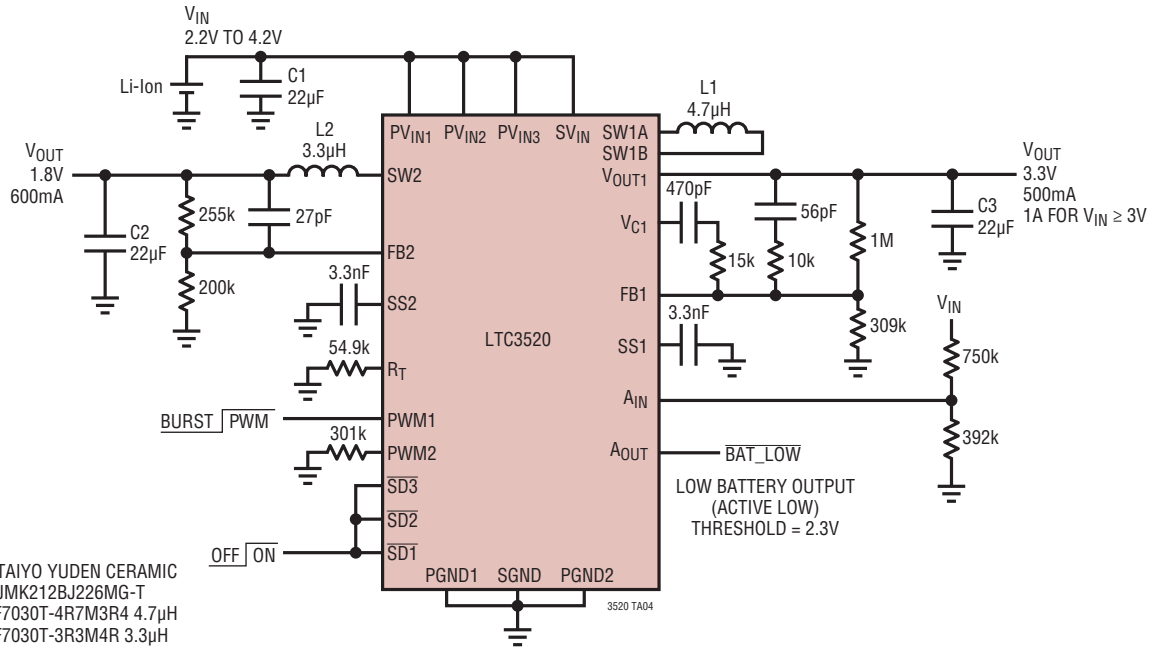 VIN
2.2V TO 4.2V
Li-Ion
C1
22µF
L1
4.7µH
PVIN1 PVIN2 PVIN3 SVIN SW1A
SW1B
L2
3.3µH
VOUT
1.8V
600mA
SW2
VOUT1
VOUT
3.3V
500mA
1A FOR VIN ≥ 3V
255k
27pF
C2
22µF
470pF
VC1
15k
56pF
10k
1M
C3
22µF
FB2
200k
FB1
309k
3.3nF
SS2
3.3nF
SS1
LTC3520
VIN
750k
54.9k
RT
AIN
392k
BURST PWM
PWM1
301k
PWM2
AOUT
BAT_LOW
LOW BATTERY OUTPUT
(ACTIVE LOW)
THRESHOLD = 2.3V
SD3
SD2
OFF ON
SD1
PGND1 SGND PGND2
3520 TA04
TAIYO YUDEN CERAMIC
JMK212BJ226MG-T
F7030T-4R7M3R4 4.7µH
F7030T-3R3M4R 3.3µH